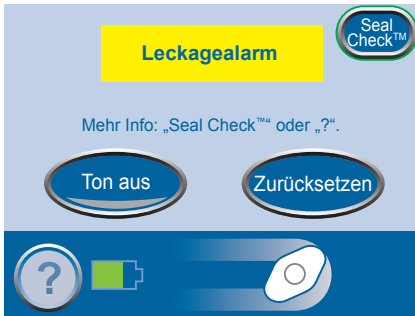 Seal
Check™
Leckagealarm
Mehr Info: „Seal Check™“ oder „?“.
Ton aus
Zurücksetzen
?